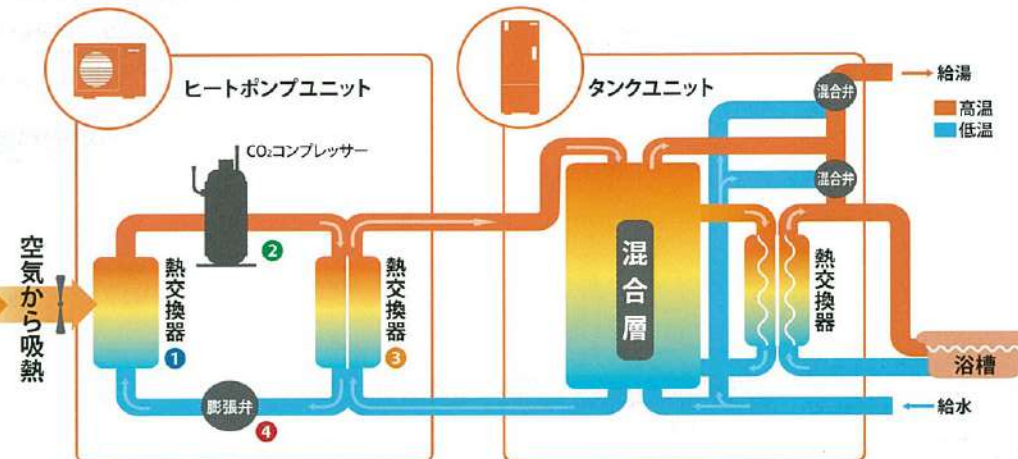 ヒートポンプユニット
タンクユニット
混合弁
給湯
高温
低温
CO₂コンプレッサー
混合弁
2
空気から吸熱
熱交換器
1
熱交換器
3
混合層
熱交換器
浴槽
膨張弁
4
給水